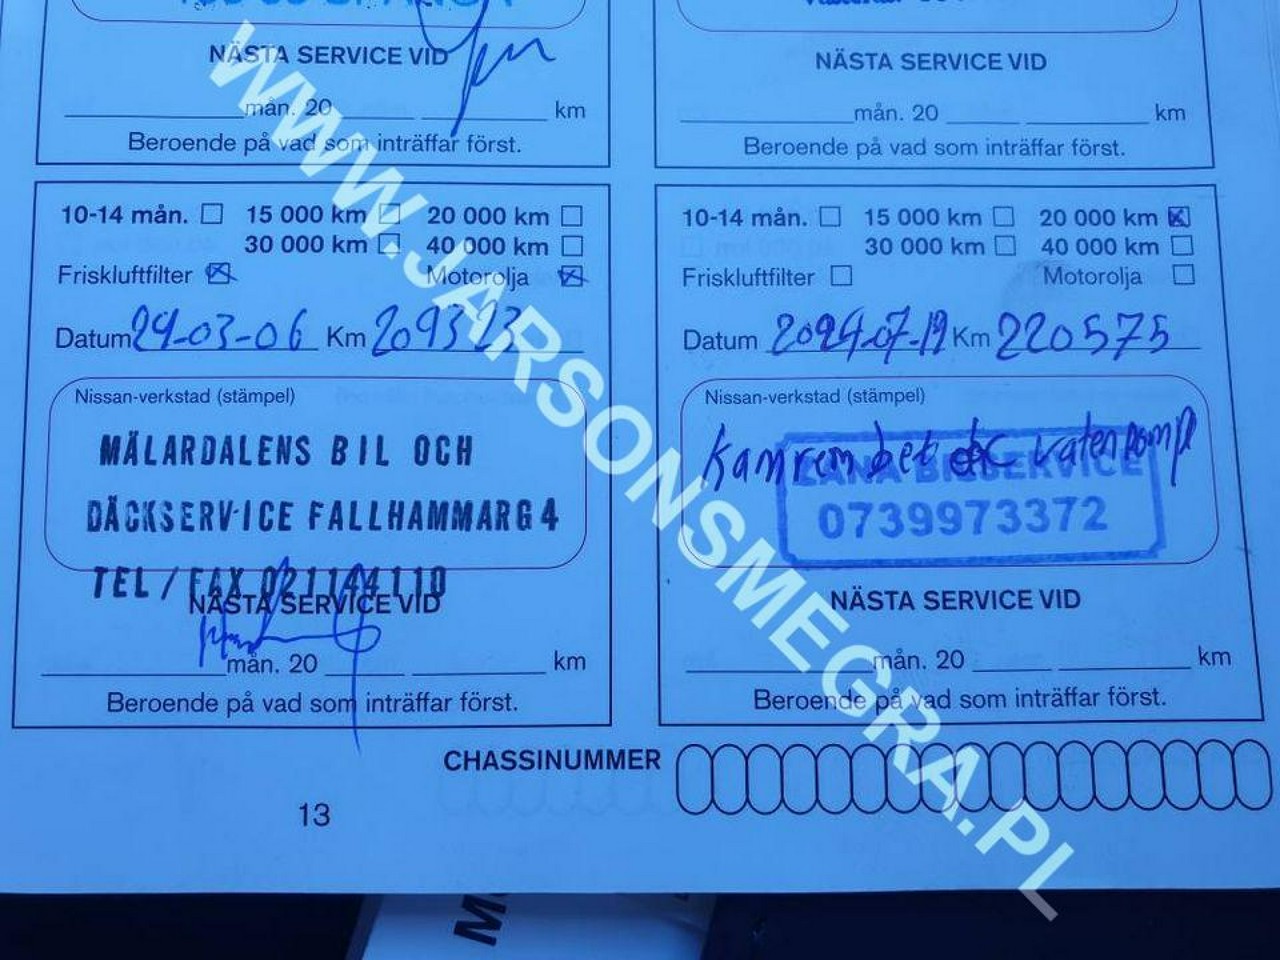 NÄSTA SERVICE VID
mån. 20 km
Beroende på vad som inträffar först.
NÄSTA SERVICE VID
mån. 20 km
Beroende på vad som inträffar först.
10-14 mån. 15 000 km 20 000 km
30 000 km 40 000 km
Friskluftfilter Motorolja
Datum 24-03-06 Km 209323
Nissan-verkstad (stämpel)
MÄLARDALENS BIL OCH
DÄCKSERVICE FALLHAMMARG 4
TEL / FAX 021144110
NÄSTA SERVICE VID
mån. 20 km
Beroende på vad som inträffar först.
10-14 mån. 15 000 km 20 000 km
30 000 km 40 000 km
Friskluftfilter Motorolja
Datum 2024-07-19 Km 220575
Nissan-verkstad (stämpel)
Kamrem byt och vatenpomp
ZANA BILSERVICE
0739973372
NÄSTA SERVICE VID
mån. 20 km
Beroende på vad som inträffar först.
CHASSINUMMER
13
WWW.JARSONSMEGRA.PL